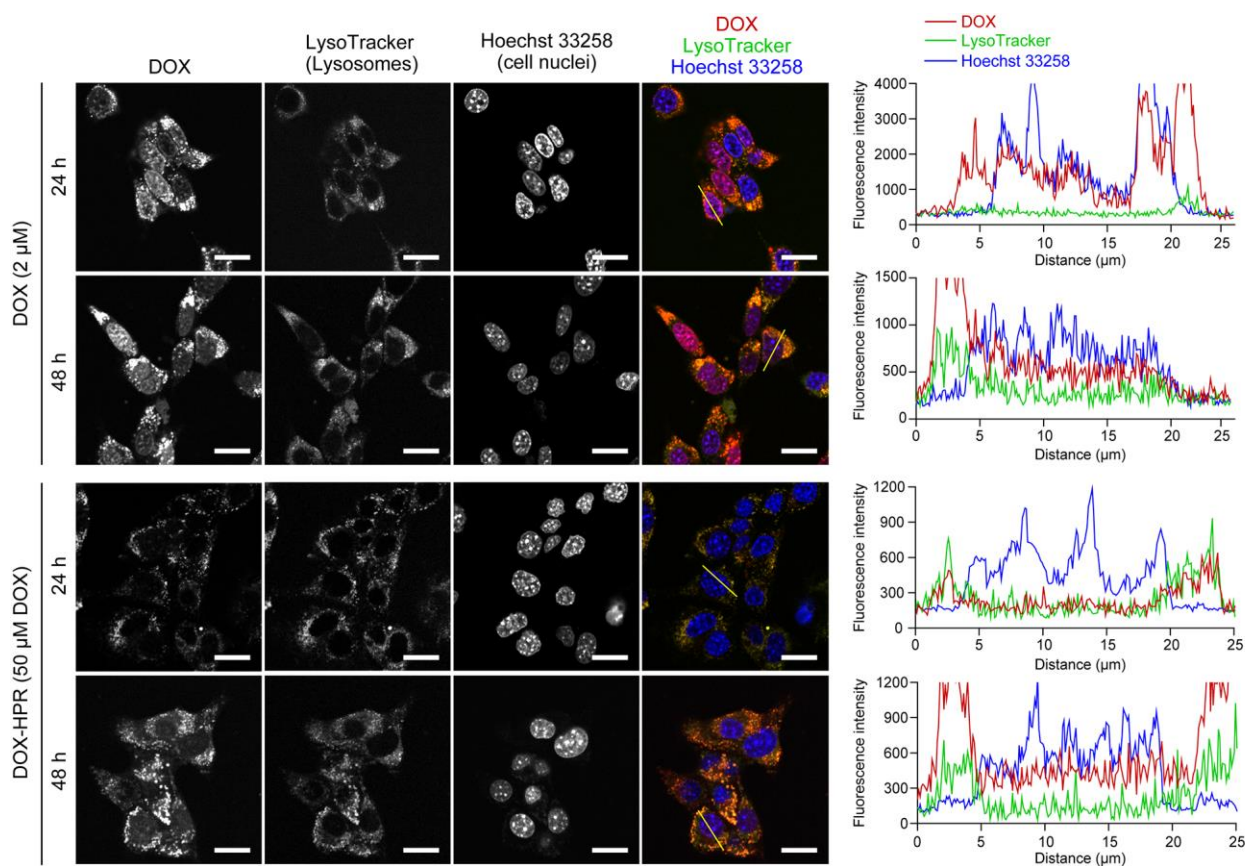 DOX
LysoTracker
(Lysosomes)
Hoechst 33258
(cell nuclei)
DOX
LysoTracker
Hoechst 33258
DOX
LysoTracker
Hoechst 33258
DOX (2 µM)
24 h
Fluorescence intensity
4000
3000
2000
1000
0
0 5 10 15 20 25
Distance (µm)
48 h
Fluorescence intensity
1500
1000
500
0
0 5 10 15 20 25
Distance (µm)
DOX-HPR (50 µM DOX)
24 h
Fluorescence intensity
1200
900
600
300
0
0 5 10 15 20 25
Distance (µm)
48 h
Fluorescence intensity
1200
900
600
300
0
0 5 10 15 20 25
Distance (µm)